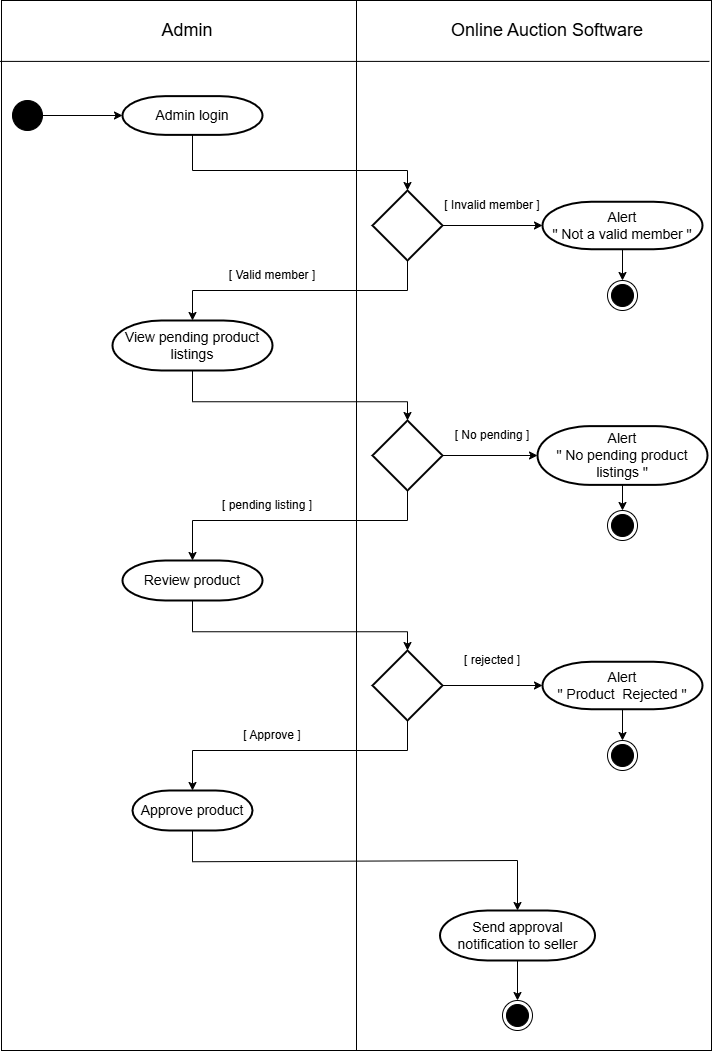 Admin
Online Auction Software
Admin login
[ Invalid member ]
Alert
" Not a valid member "
[ Valid member ]
View pending product
listings
[ No pending ]
Alert
" No pending product
listings "
[ pending listing ]
Review product
[ rejected ]
Alert
" Product  Rejected "
[ Approve ]
Approve product
Send approval
notification to seller